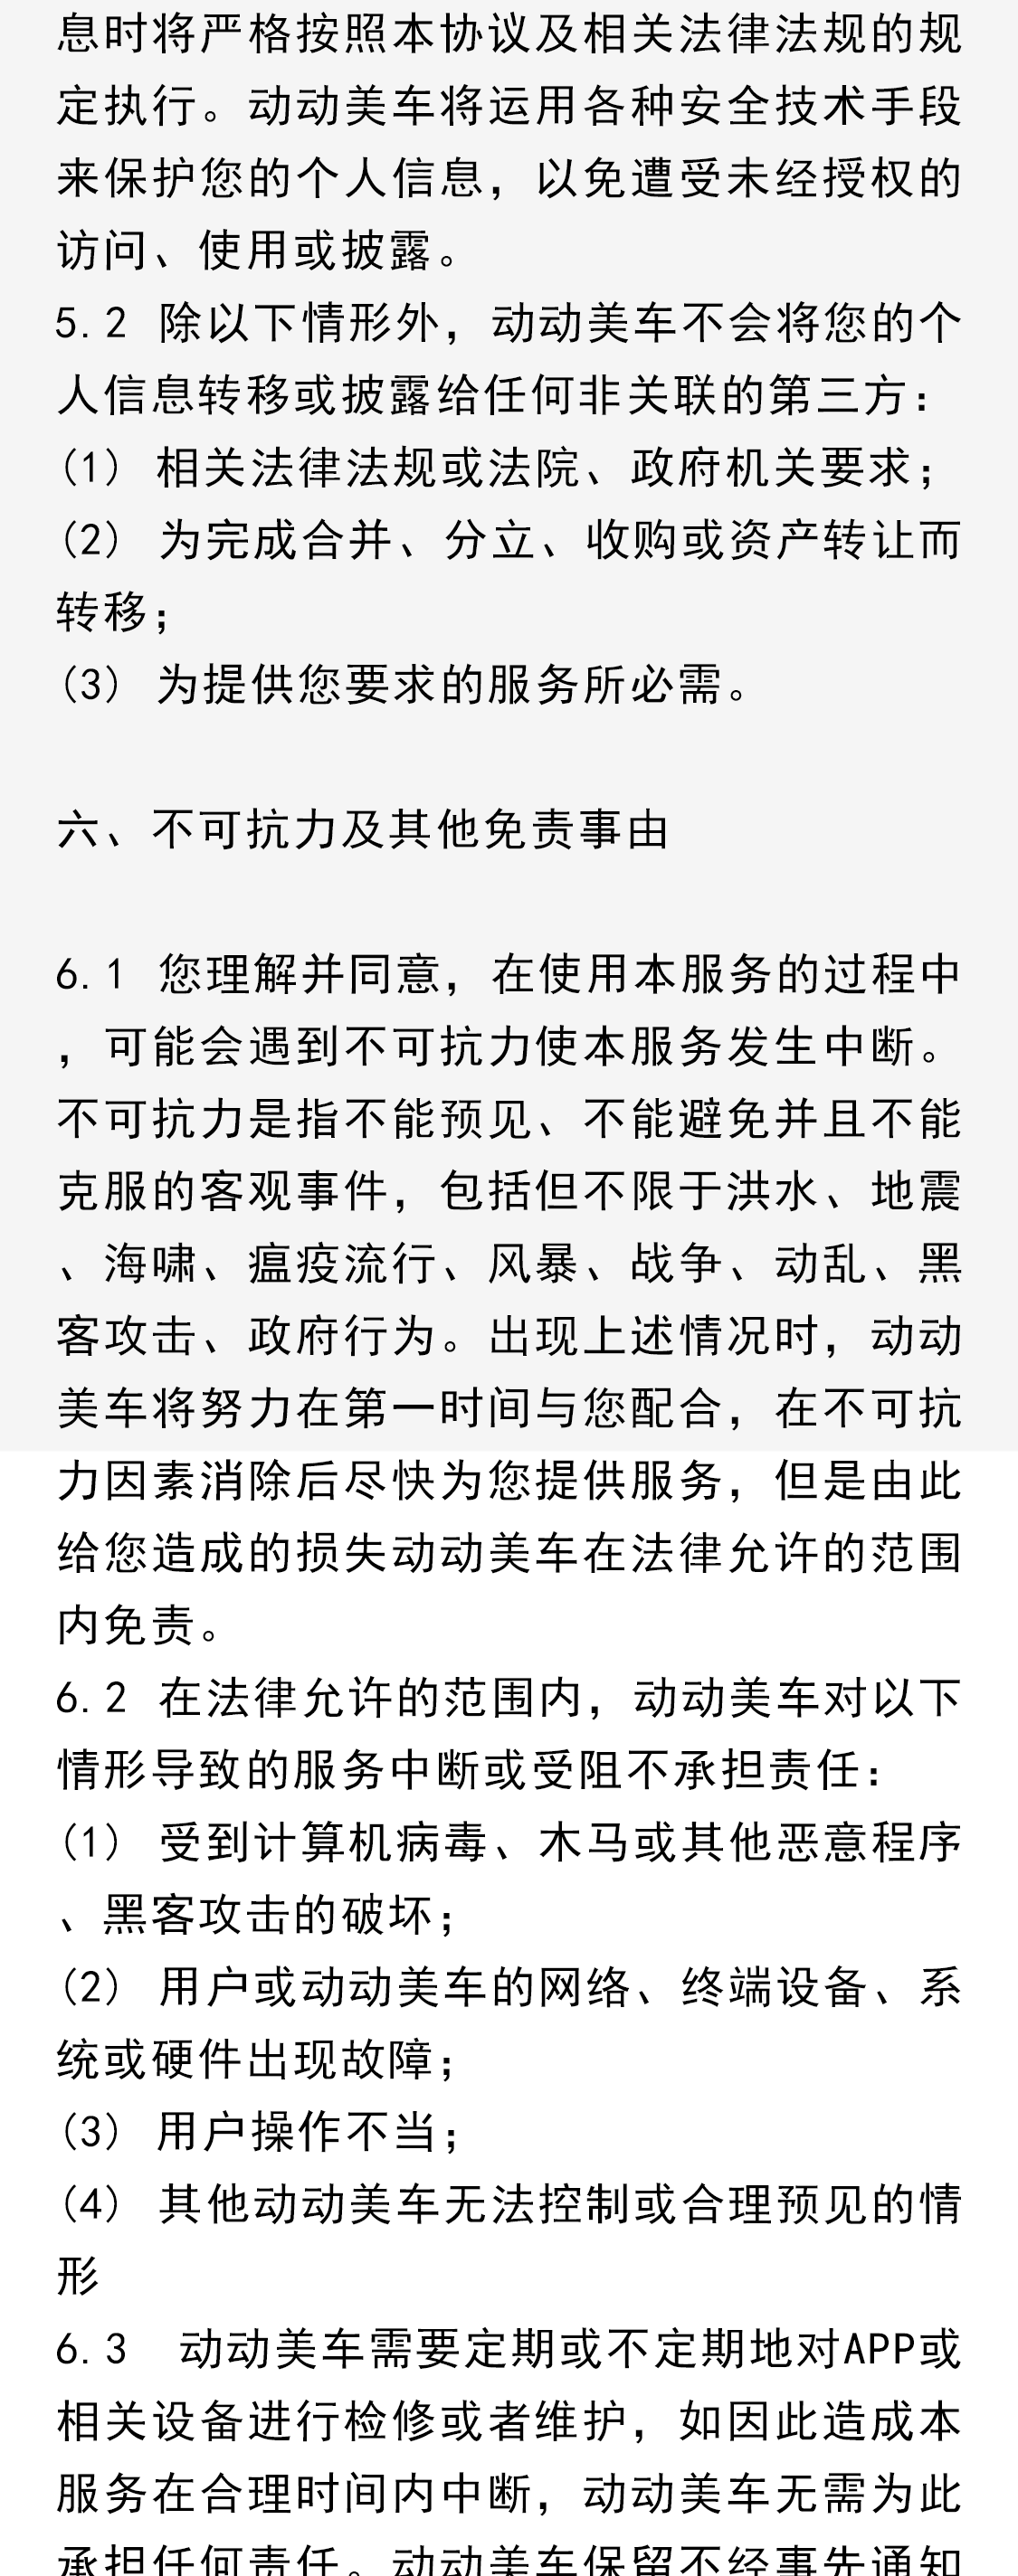 息时将严格按照本协议及相关法律法规的规
定执行。动动美车将运用各种安全技术手段
来保护您的个人信息，以免遭受未经授权的
访问、使用或披露。
5.2 除以下情形外，动动美车不会将您的个
人信息转移或披露给任何非关联的第三方：
(1) 相关法律法规或法院、政府机关要求；
(2) 为完成合并、分立、收购或资产转让而
转移；
(3) 为提供您要求的服务所必需。
六、不可抗力及其他免责事由
6.1 您理解并同意，在使用本服务的过程中
，可能会遇到不可抗力使本服务发生中断。
不可抗力是指不能预见、不能避免并且不能
克服的客观事件，包括但不限于洪水、地震
、海啸、瘟疫流行、风暴、战争、动乱、黑
客攻击、政府行为。出现上述情况时，动动
美车将努力在第一时间与您配合，在不可抗
力因素消除后尽快为您提供服务，但是由此
给您造成的损失动动美车在法律允许的范围
内免责。
6.2 在法律允许的范围内，动动美车对以下
情形导致的服务中断或受阻不承担责任：
(1) 受到计算机病毒、木马或其他恶意程序
、黑客攻击的破坏；
(2) 用户或动动美车的网络、终端设备、系
统或硬件出现故障；
(3) 用户操作不当；
(4) 其他动动美车无法控制或合理预见的情
形
6.3  动动美车需要定期或不定期地对APP或
相关设备进行检修或者维护，如因此造成本
服务在合理时间内中断，动动美车无需为此
承担任何责任。动动美车保留不经事先通知